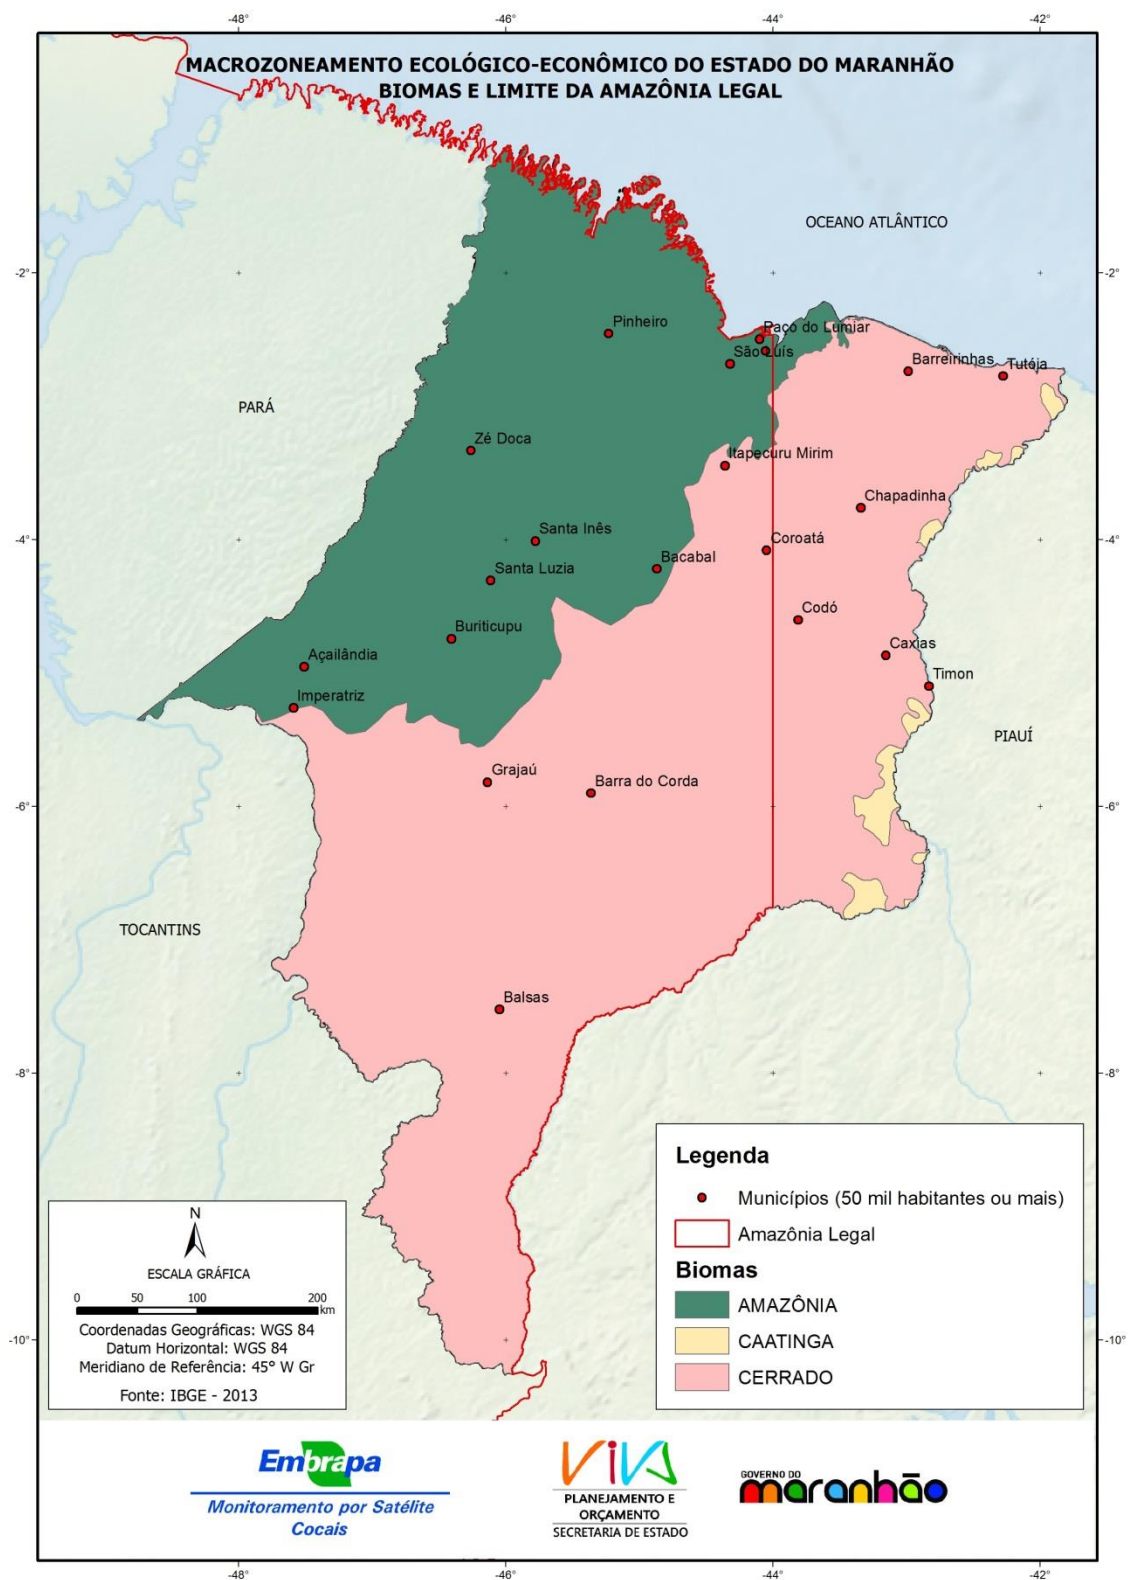 -48°
-46°
-44°
-42°
MACROZONEAMENTO ECOLÓGICO-ECONÔMICO DO ESTADO DO MARANHÃO
BIOMAS E LIMITE DA AMAZÔNIA LEGAL
OCEANO ATLÂNTICO
-2°
-2°
Pinheiro
Paço do Lumiar
São Luís
Barreirinhas
Tutója
PARÁ
Zé Doca
Itapecuru Mirim
Chapadinha
Santa Inês
-4°
-4°
Coroatá
Bacabal
Santa Luzia
Codó
Buriticupu
Caxias
Açailândia
Timon
Imperatriz
PIAUÍ
Grajaú
Barra do Corda
-6°
-6°
TOCANTINS
Balsas
-8°
-8°
Legenda
Municípios (50 mil habitantes ou mais)
Amazônia Legal
Biomas
AMAZÔNIA
CAATINGA
CERRADO
N
ESCALA GRÁFICA
0 50 100 200
km
Coordenadas Geográficas: WGS 84
Datum Horizontal: WGS 84
Meridiano de Referência: 45° W Gr
Fonte: IBGE - 2013
-10°
-10°
Embrapa
Monitoramento por Satélite
Cocais
VIVA
PLANEJAMENTO E
ORÇAMENTO
SECRETARIA DE ESTADO
GOVERNO DO
maranhão
-48°
-46°
-44°
-42°